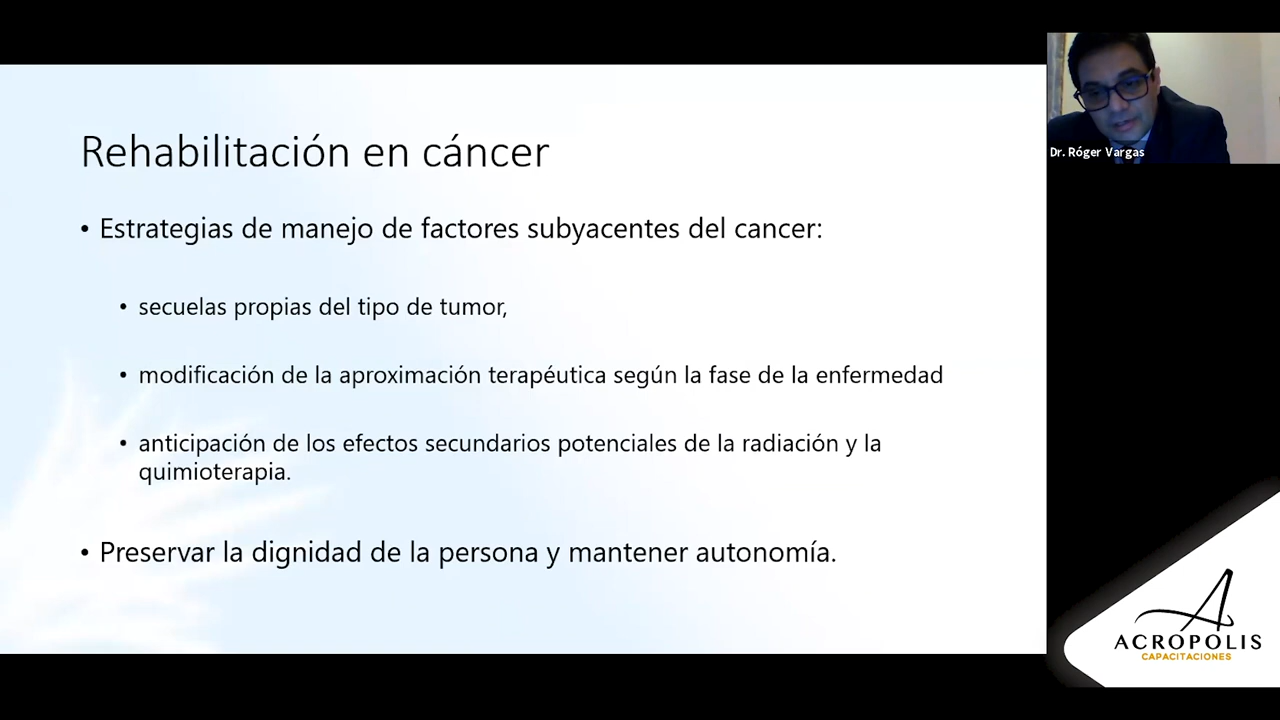 Rehabilitación en cáncer
• Estrategias de manejo de factores subyacentes del cancer:
• secuelas propias del tipo de tumor,
• modificación de la aproximación terapéutica según la fase de la enfermedad
• anticipación de los efectos secundarios potenciales de la radiación y la
quimioterapia.
• Preservar la dignidad de la persona y mantener autonomía.
Dr. Róger Vargas
ACROPOLIS
CAPACITACIONES